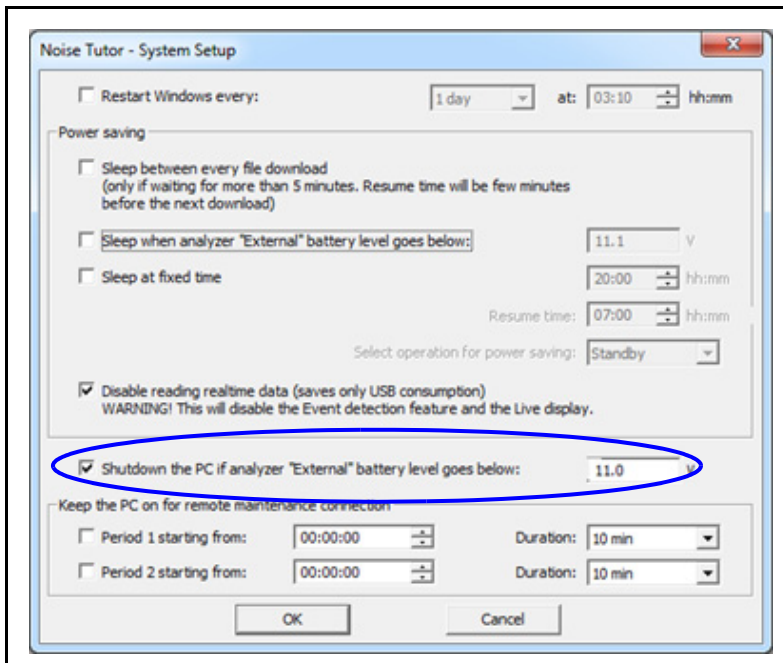 Noise Tutor - System Setup
Restart Windows every: 1 day at: 03:10 hh:mm
Power saving
Sleep between every file download
(only if waiting for more than 5 minutes. Resume time will be few minutes
before the next download)
Sleep when analyzer "External" battery level goes below: 11.1 V
Sleep at fixed time 20:00 hh:mm
Resume time: 07:00 hh:mm
Select operation for power saving: Standby
Disable reading realtime data (saves only USB consumption)
WARNING! This will disable the Event detection feature and the Live display.
Shutdown the PC if analyzer "External" battery level goes below: 11.0 V
Keep the PC on for remote maintenance connection
Period 1 starting from: 00:00:00 Duration: 10 min
Period 2 starting from: 00:00:00 Duration: 10 min
OK Cancel